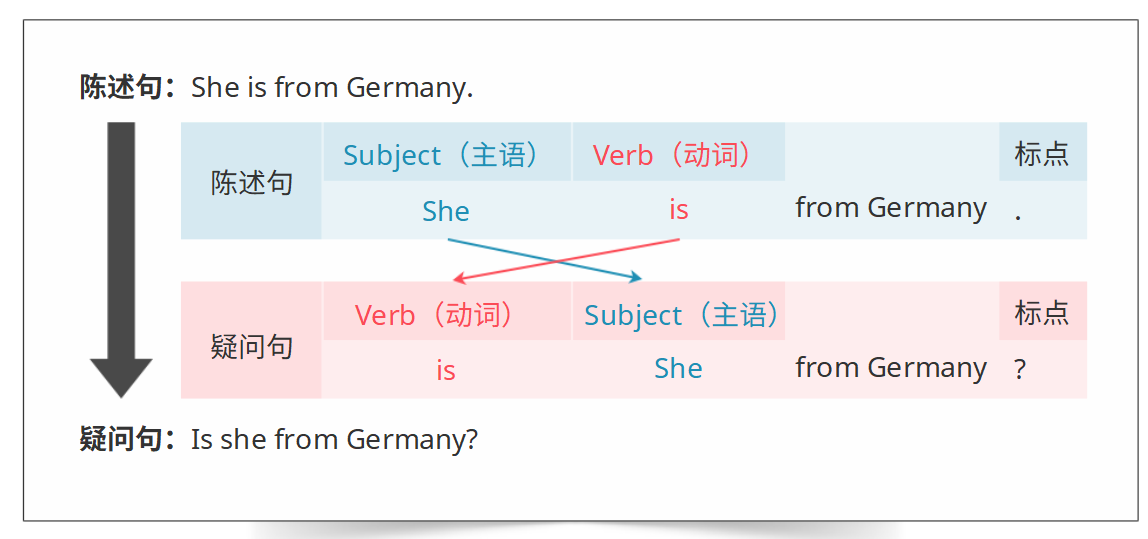 陈述句：She is from Germany.
陈述句 Subject（主语） Verb（动词） 标点
She is from Germany .
疑问句 Verb（动词） Subject（主语） 标点
is She from Germany ?
疑问句：Is she from Germany?